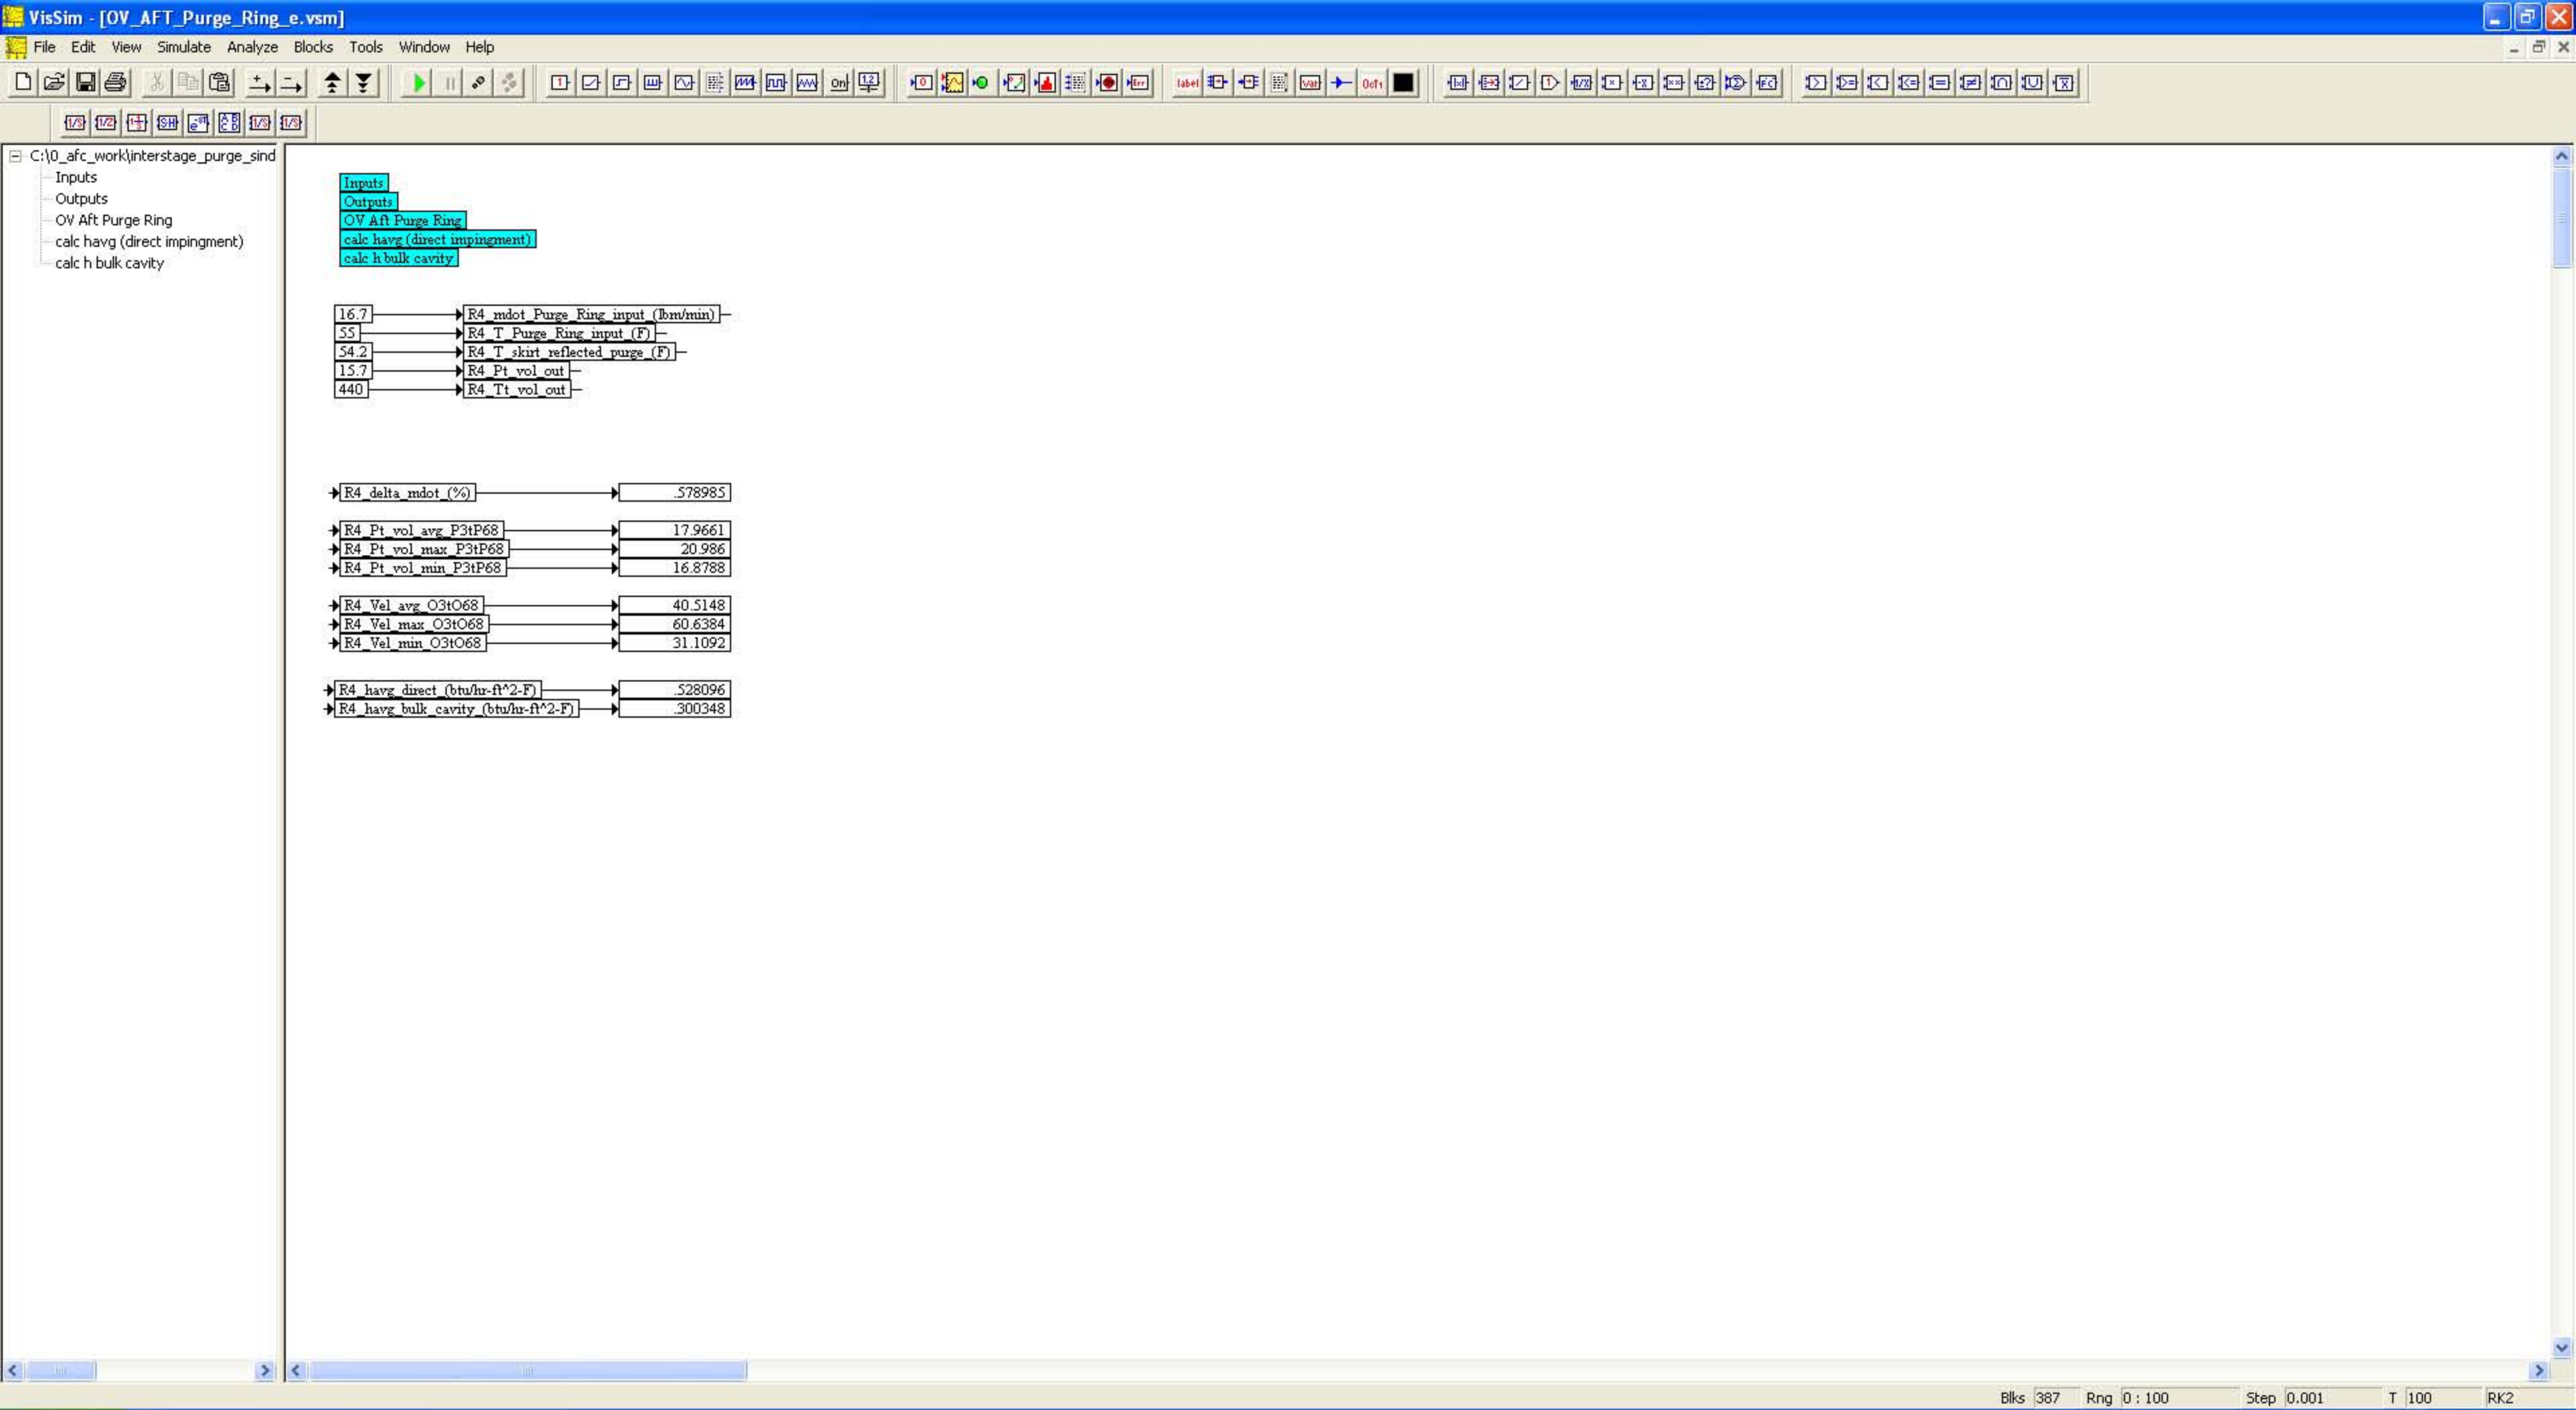 VisSim - [OV_AFT_Purge_Ring_e.vsm]
File Edit View Simulate Analyze Blocks Tools Window Help
C:\0_afc_work\interstage_purge_sind
Inputs
Outputs
OV Aft Purge Ring
calc havg (direct impingment)
calc h bulk cavity
Inputs
Outputs
OV Aft Purge Ring
calc havg (direct impingment)
calc h bulk cavity
16.7 R4_mdot_Purge_Ring_input_(lbm/min)
55 R4_T_Purge_Ring_input_(F)
54.2 R4_T_skirt_reflected_purge_(F)
15.7 R4_Pt_vol_out
440 R4_Tt_vol_out
R4_delta_mdot_(%) .578985
R4_Pt_vol_avg_P3tP68 17.9661
R4_Pt_vol_max_P3tP68 20.986
R4_Pt_vol_min_P3tP68 16.8788
R4_Vel_avg_O3tO68 40.5148
R4_Vel_max_O3tO68 60.6384
R4_Vel_min_O3tO68 31.1092
R4_havg_direct_(btu/hr-ft^2-F) .528096
R4_havg_bulk_cavity_(btu/hr-ft^2-F) .300348
Blks 387 Rng 0 : 100 Step 0.001 T 100 RK2